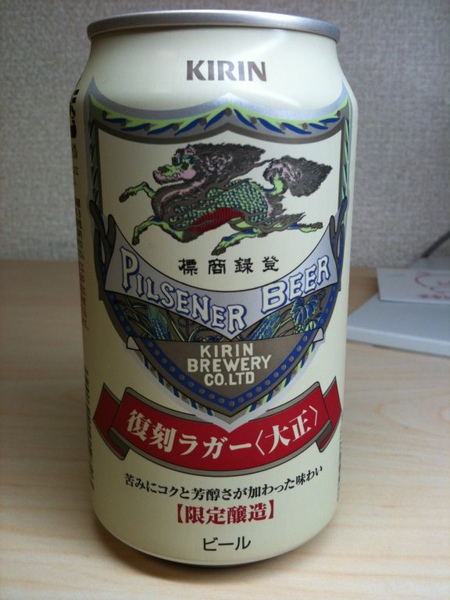 KIRIN
標商録登
PILSENER BEER
KIRIN
BREWERY
CO.LTD
復刻ラガー〈大正〉
苦みにコクと芳醇さが加わった味わい
【限定醸造】
ビール